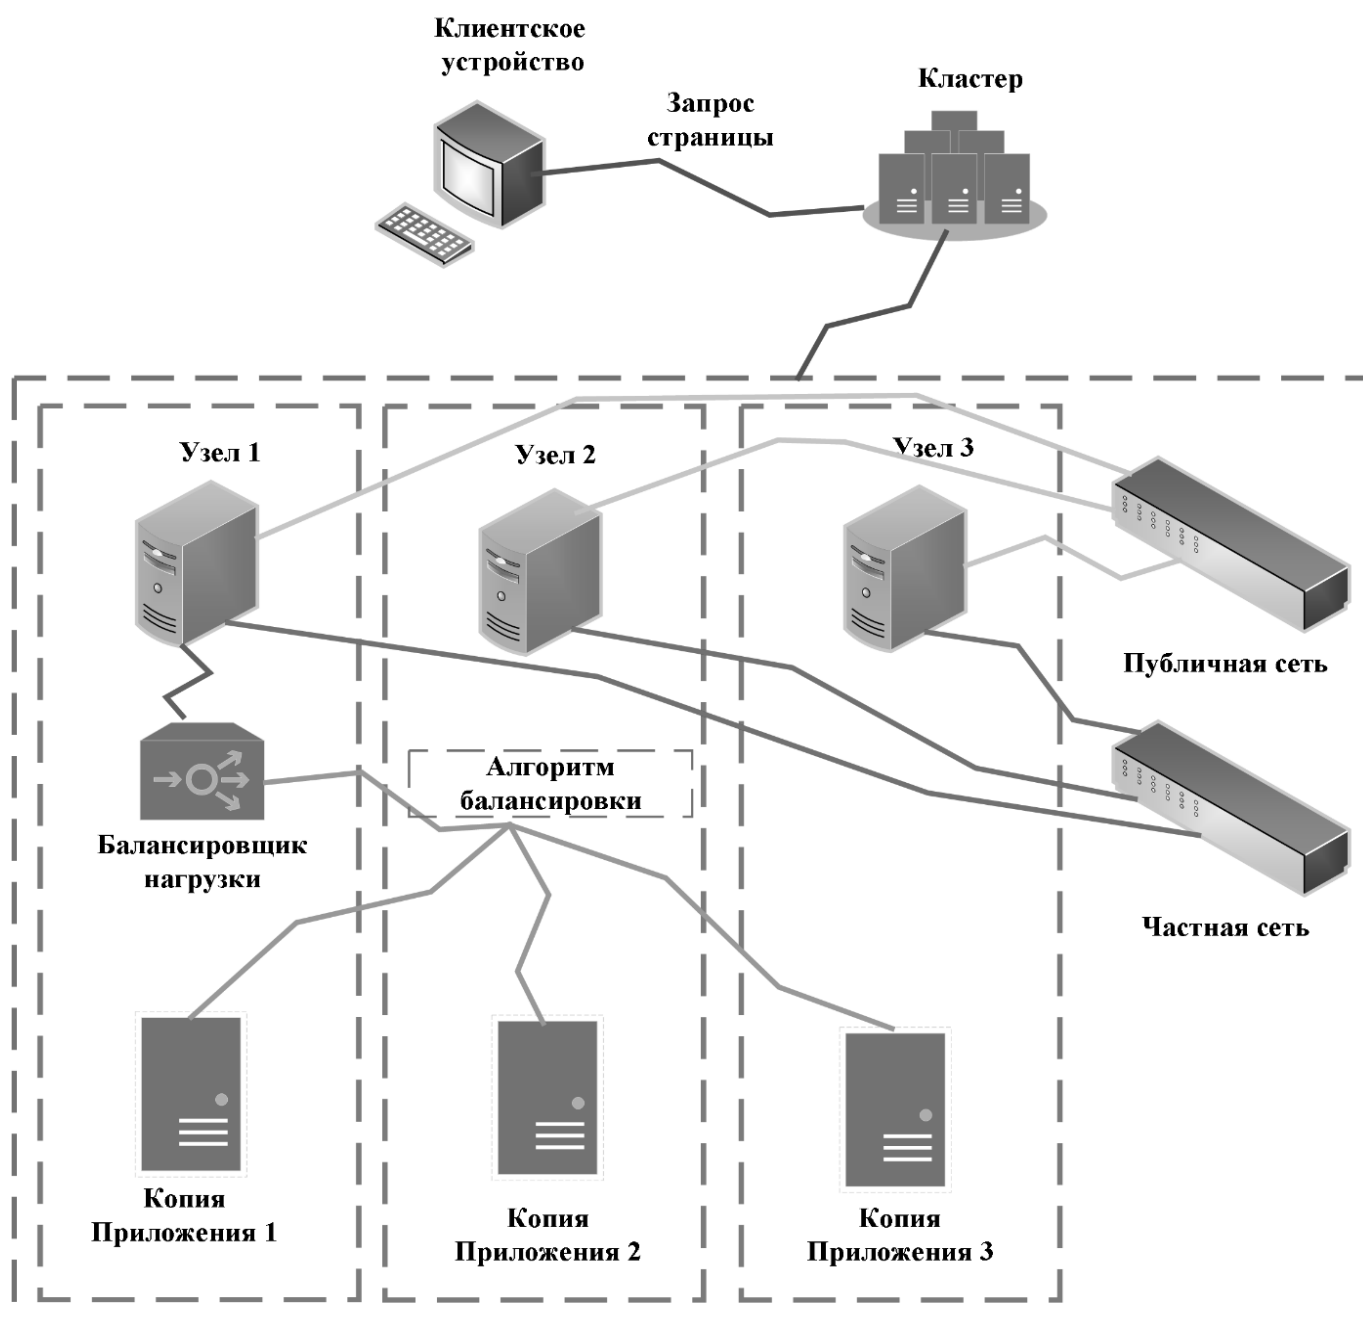 Клиентское
устройство
Запрос
страницы
Кластер
Узел 1
Узел 2
Узел 3
Публичная сеть
Алгоритм
балансировки
Балансировщик
нагрузки
Частная сеть
Копия
Приложения 1
Копия
Приложения 2
Копия
Приложения 3